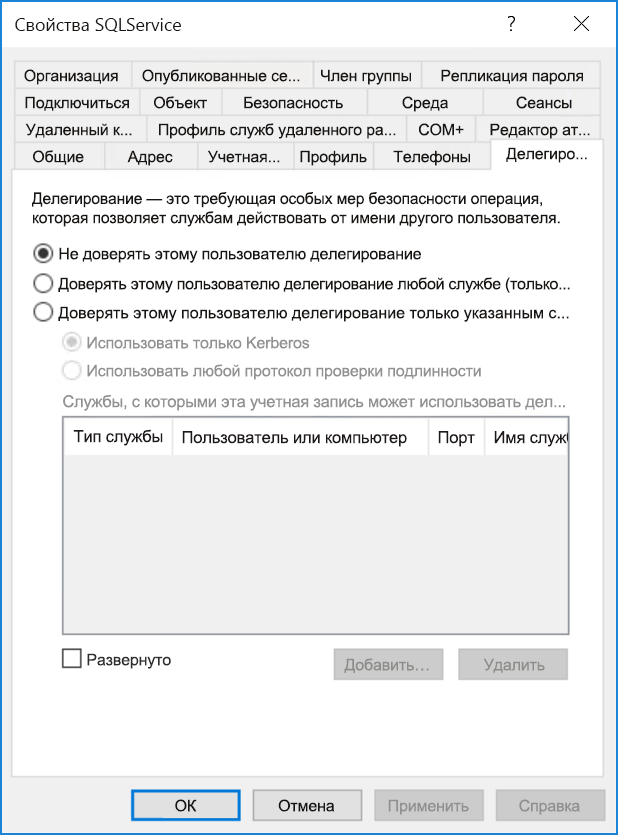 Свойства SQLService
?
Организация Опубликованные се... Член группы Репликация пароля
Подключиться Объект Безопасность Среда Сеансы
Удаленный к... Профиль служб удаленного ра... COM+ Редактор ат...
Общие Адрес Учетная... Профиль Телефоны Делегиро...
Делегирование — это требующая особых мер безопасности операция,
которая позволяет службам действовать от имени другого пользователя.
Не доверять этому пользователю делегирование
Доверять этому пользователю делегирование любой службе (только...
Доверять этому пользователю делегирование только указанным с...
Использовать только Kerberos
Использовать любой протокол проверки подлинности
Службы, с которыми эта учетная запись может использовать дел...
Тип службы Пользователь или компьютер Порт Имя служ
Развернуто Добавить... Удалить
ОК Отмена Применить Справка